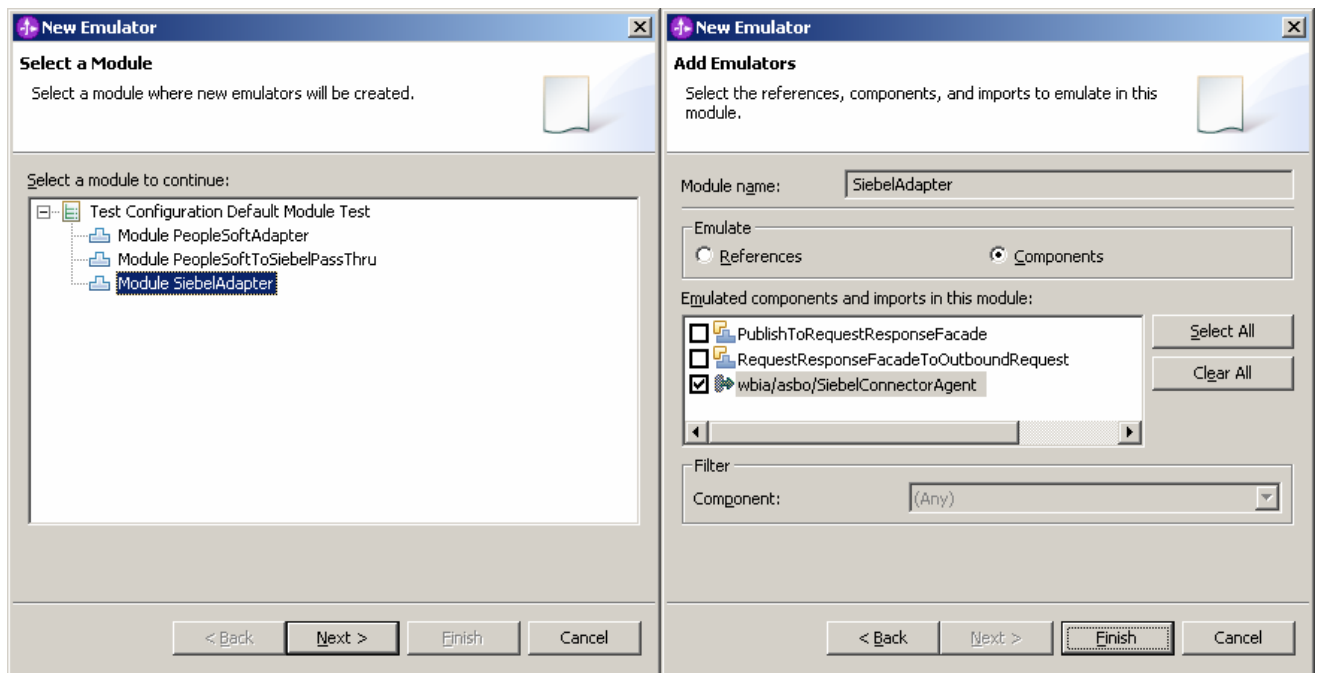 New Emulator
Select a Module
Select a module where new emulators will be created.
Select a module to continue:
Test Configuration Default Module Test
Module PeopleSoftAdapter
Module PeopleSoftToSiebelPassThru
Module SiebelAdapter
< Back
Next >
Finish
Cancel
New Emulator
Add Emulators
Select the references, components, and imports to emulate in this
module.
Module name:
SiebelAdapter
Emulate
References
Components
Emulated components and imports in this module:
PublishToRequestResponseFacade
RequestResponseFacadeToOutboundRequest
wbia/asbo/SiebelConnectorAgent
Select All
Clear All
Filter
Component:
(Any)
< Back
Next >
Finish
Cancel